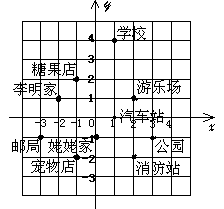 y
4 学校
3
糖果店 2
李明家 1 游乐场
-3 -2 -1 汽车站 1 2 3 4 x
邮局 姥姥家 -1 公园
宠物店 -2 消防站
-3